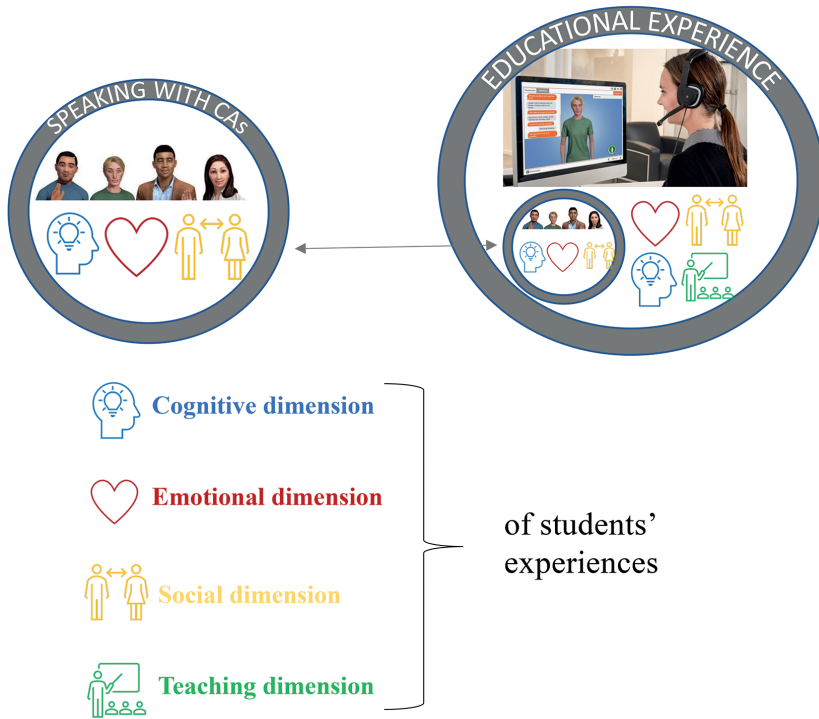 SPEAKING WITH CAs
EDUCATIONAL EXPERIENCE
Cognitive dimension
Emotional dimension
Social dimension
Teaching dimension
of students’
experiences